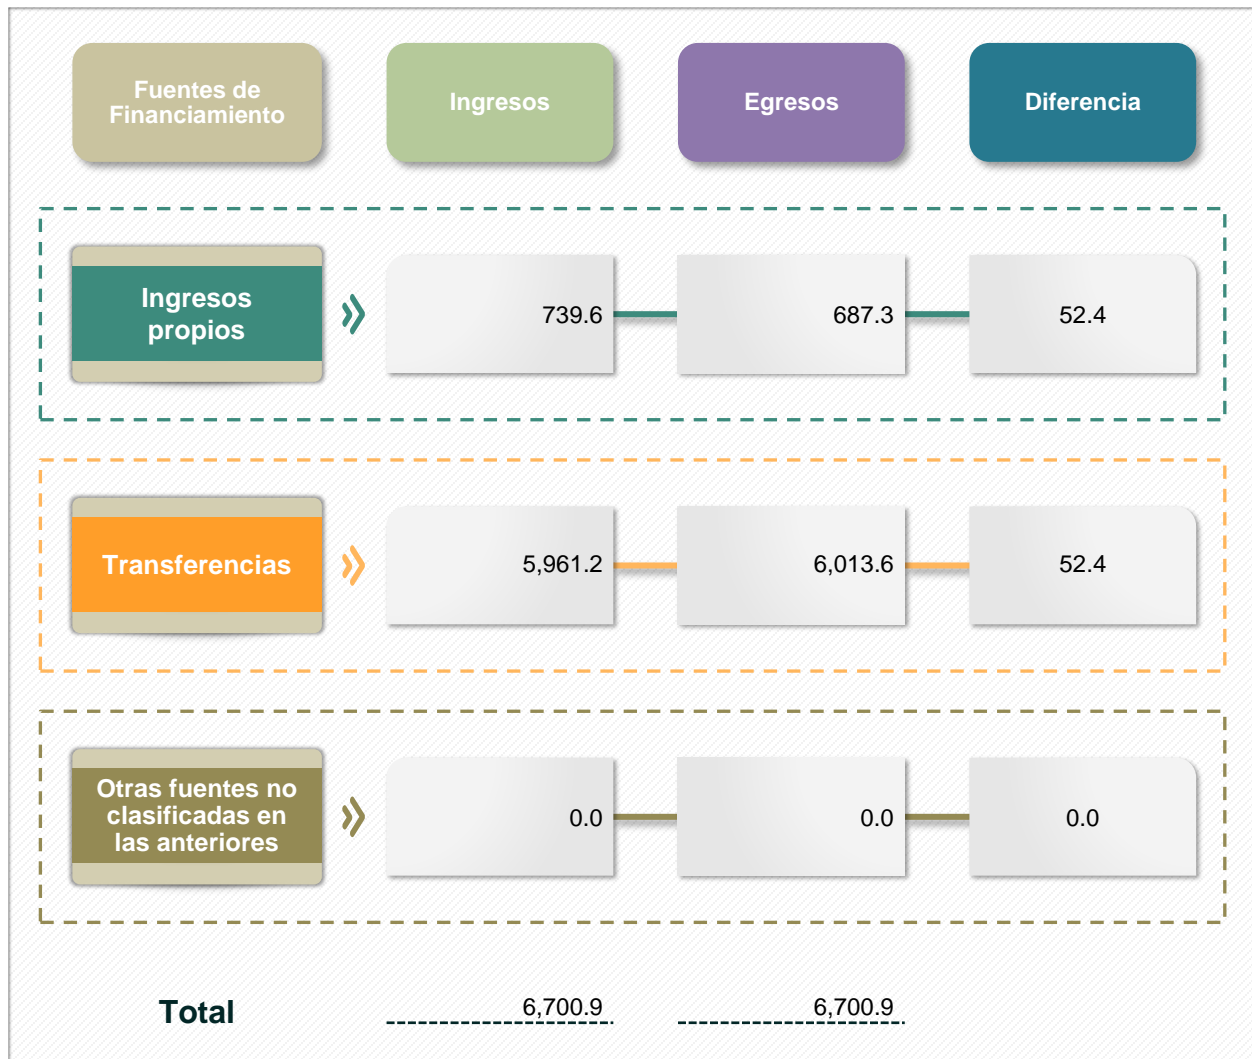 Fuentes de
Financiamiento
Ingresos
Egresos
Diferencia
Ingresos
propios
739.6
687.3
52.4
Transferencias
5,961.2
6,013.6
52.4
Otras fuentes no
clasificadas en
las anteriores
0.0
0.0
0.0
Total
6,700.9
6,700.9